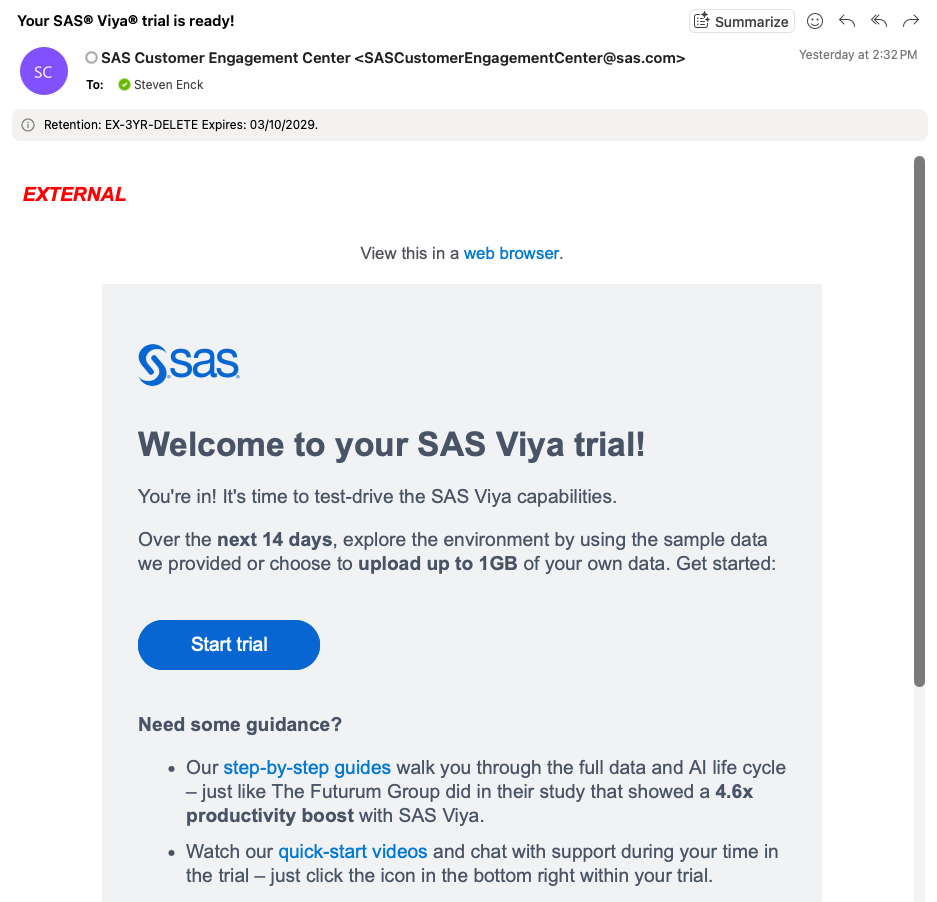 Your SAS® Viya® trial is ready!
Summarize
SC
SAS Customer Engagement Center <SASCustomerEngagementCenter@sas.com>
Yesterday at 2:32 PM
To: Steven Enck
Retention: EX-3YR-DELETE Expires: 03/10/2029.
EXTERNAL
View this in a web browser.
sas
Welcome to your SAS Viya trial!
You're in! It's time to test-drive the SAS Viya capabilities.
Over the next 14 days, explore the environment by using the sample data
we provided or choose to upload up to 1GB of your own data. Get started:
Start trial
Need some guidance?
• Our step-by-step guides walk you through the full data and AI life cycle
– just like The Futurum Group did in their study that showed a 4.6x
productivity boost with SAS Viya.
• Watch our quick-start videos and chat with support during your time in
the trial – just click the icon in the bottom right within your trial.